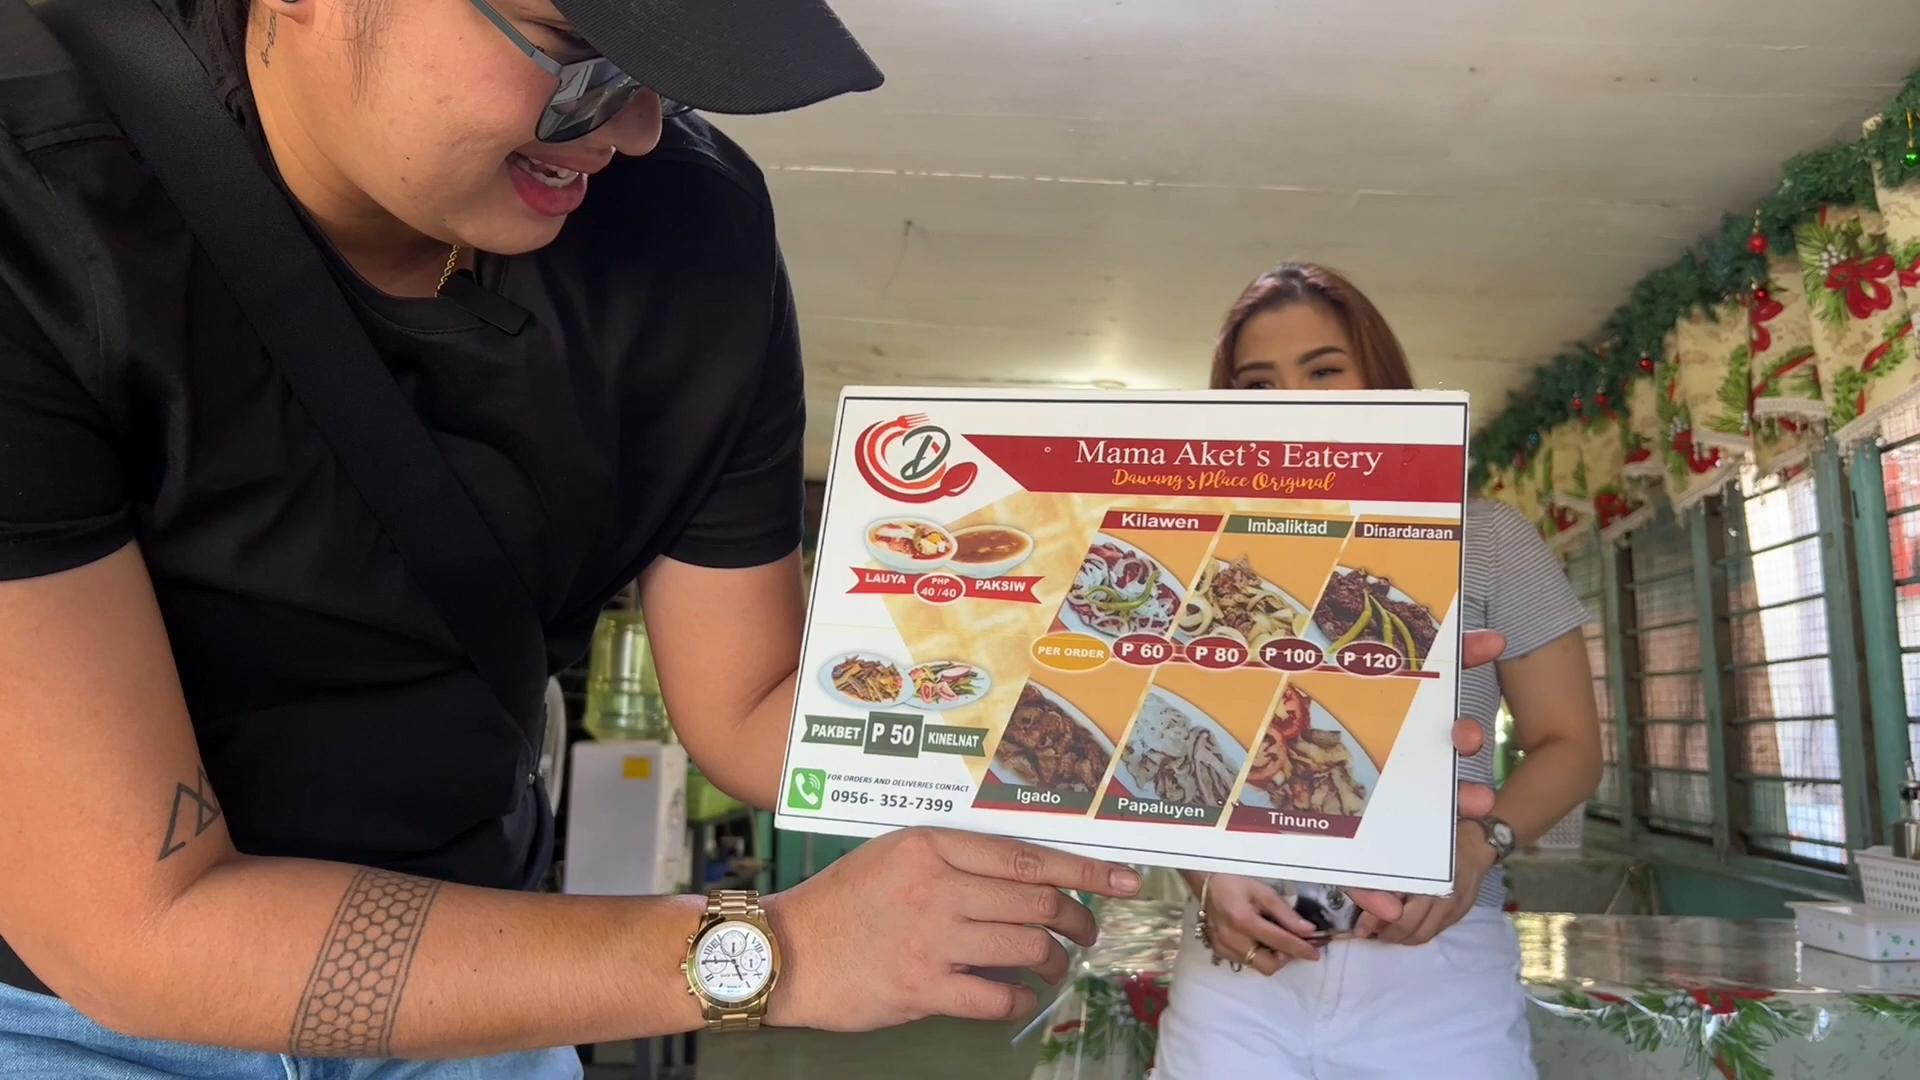 D
Mama Aket's Eatery
Dawang's Place Original
Kilawen
Imbaliktad
Dinardaraan
LAUYA
PHP
40/40
PAKSIW
PER ORDER
P 60
P 80
P 100
P 120
PAKBET
P 50
KINELNAT
Igado
Papaluyen
Tinuno
FOR ORDERS AND DELIVERIES CONTACT
0956- 352-7399